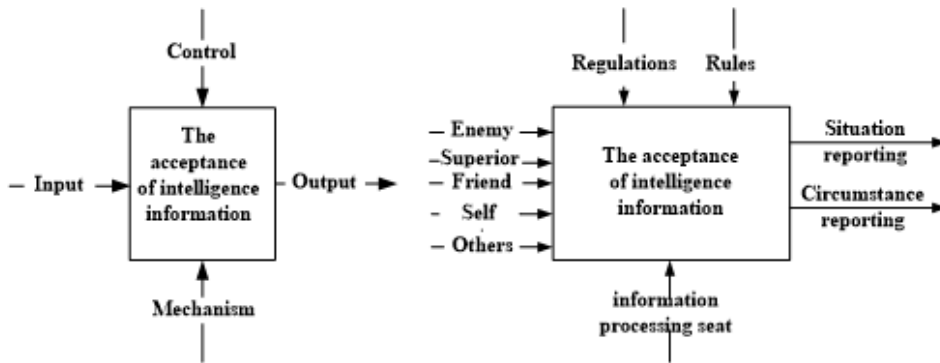 Control
The
acceptance
of intelligence
information
Input
Output
Mechanism
Regulations
Rules
Enemy
Superior
Friend
Self
Others
The acceptance
of intelligence
information
Situation
reporting
Circumstance
reporting
information
processing seat